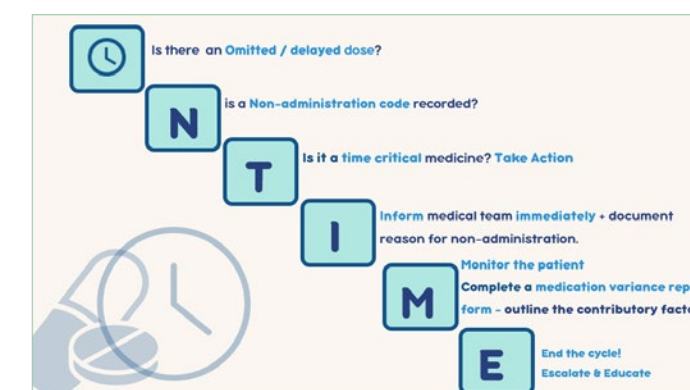 Is there an Omitted / delayed dose?
N
is a Non-administration code recorded?
T
Is it a time critical medicine? Take Action
I
Inform medical team immediately + document
reason for non-administration.
M
Monitor the patient
Complete a medication variance
form - outline the contributory
E
End the cycle!
Escalate & Educate